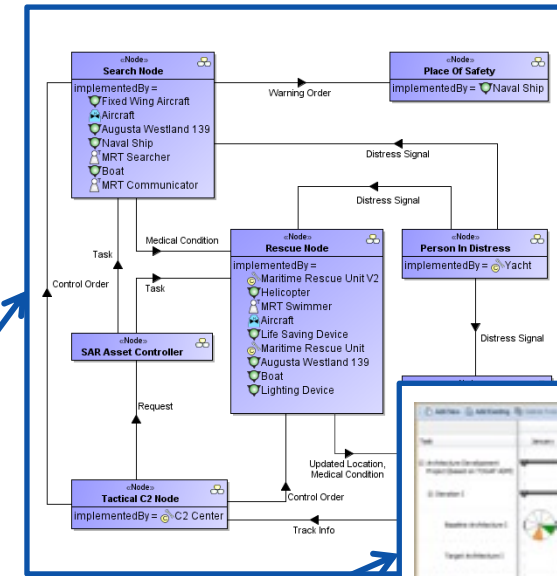 «Node»
Search Node
implementedBy =
Fixed Wing Aircraft
Aircraft
Augusta Westland 139
Naval Ship
MRT Searcher
Boat
MRT Communicator
«Node»
Place Of Safety
implementedBy = Naval Ship
Warning Order
Distress Signal
Distress Signal
Medical Condition
Task
Control Order
Task
«Node»
Rescue Node
implementedBy =
Maritime Rescue Unit V2
Helicopter
MRT Swimmer
Aircraft
Life Saving Device
Maritime Rescue Unit
Augusta Westland 139
Boat
Lighting Device
«Node»
Person In Distress
implementedBy = Yacht
Distress Signal
«Node»
SAR Asset Controller
Request
Updated Location,
Medical Condition
Control Order
«Node»
Tactical C2 Node
implementedBy = C2 Center
Track Info
Add New
Add Existing
Task
January
Iteration 1
Baseline Architecture 1
Target Architecture 1